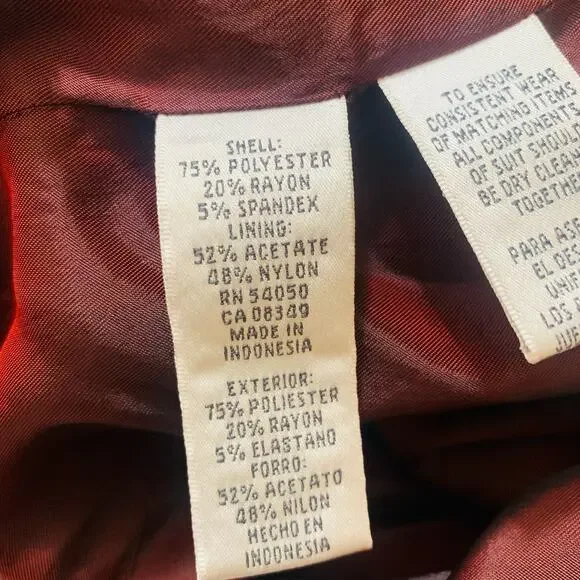 SHELL:
75% POLYESTER
20% RAYON
5% SPANDEX
LINING:
52% ACETATE
48% NYLON
RN 54050
CA 08349
MADE IN
INDONESIA
EXTERIOR:
75% POLIESTER
20% RAYON
5% ELASTANO
FORRO:
52% ACETATO
48% NILON
HECHO EN
INDONESIA
TO ENSURE
CONSISTENT WEAR
OF MATCHING ITEMS
ALL COMPONENTS
OF SUIT SHOUL
BE DRY CLEA
TOGETHE
PARA ASE
EL DES
UNIF
LOS
JUE